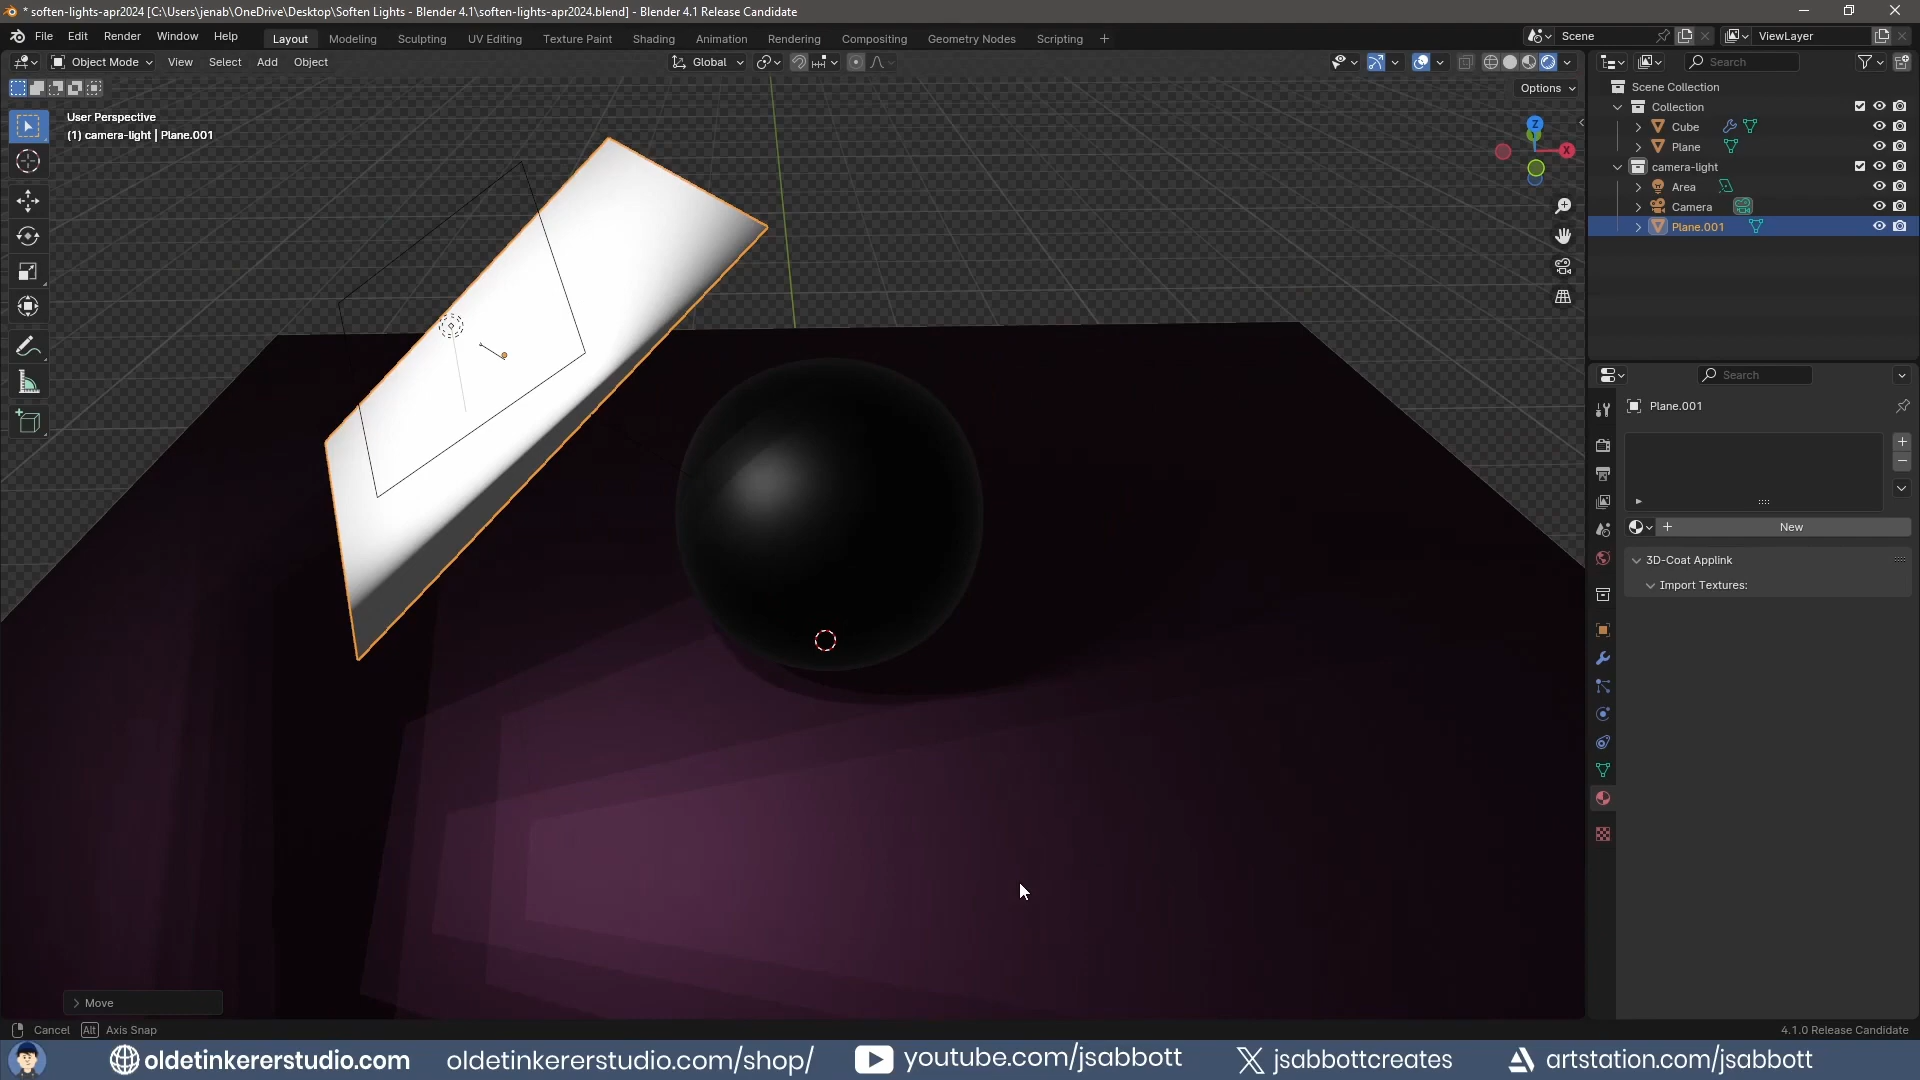 * soften-lights-apr2024 [C:\Users\jenab\OneDrive\Desktop\Soften Lights - Blender 4.1\soften-lights-apr2024.blend] - Blender 4.1 Release Candidate
File Edit Render Window Help Layout Modeling Sculpting UV Editing Texture Paint Shading Animation Rendering Compositing Geometry Nodes Scripting + Scene ViewLayer
Object Mode View Select Add Object Global Search
Options
User Perspective
(1) camera-light | Plane.001
Z
X
Scene Collection
Collection
Cube
Plane
camera-light
Area
Camera
Plane.001
Search
Plane.001
New
3D-Coat Applink
Import Textures:
Move
Cancel Alt Axis Snap 4.1.0 Release Candidate
oldetinkererstudio.com oldetinkererstudio.com/shop/ youtube.com/jsabbott jsabbottcreates artstation.com/jsabbott